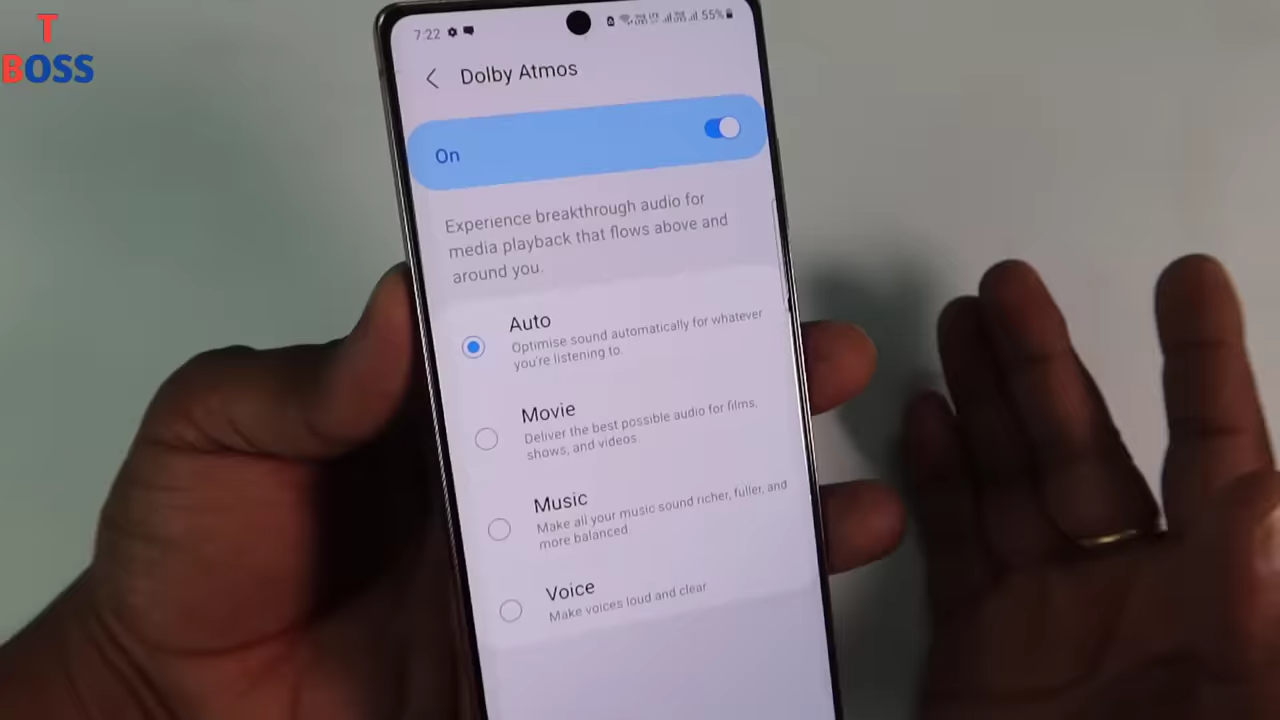 T
BOSS
7:22
55%
Dolby Atmos
On
Experience breakthrough audio for
media playback that flows above and
around you.
Auto
Optimise sound automatically for whatever
you're listening to.
Movie
Deliver the best possible audio for films,
shows, and videos.
Music
Make all your music sound richer, fuller, and
more balanced
Voice
Make voices loud and clear